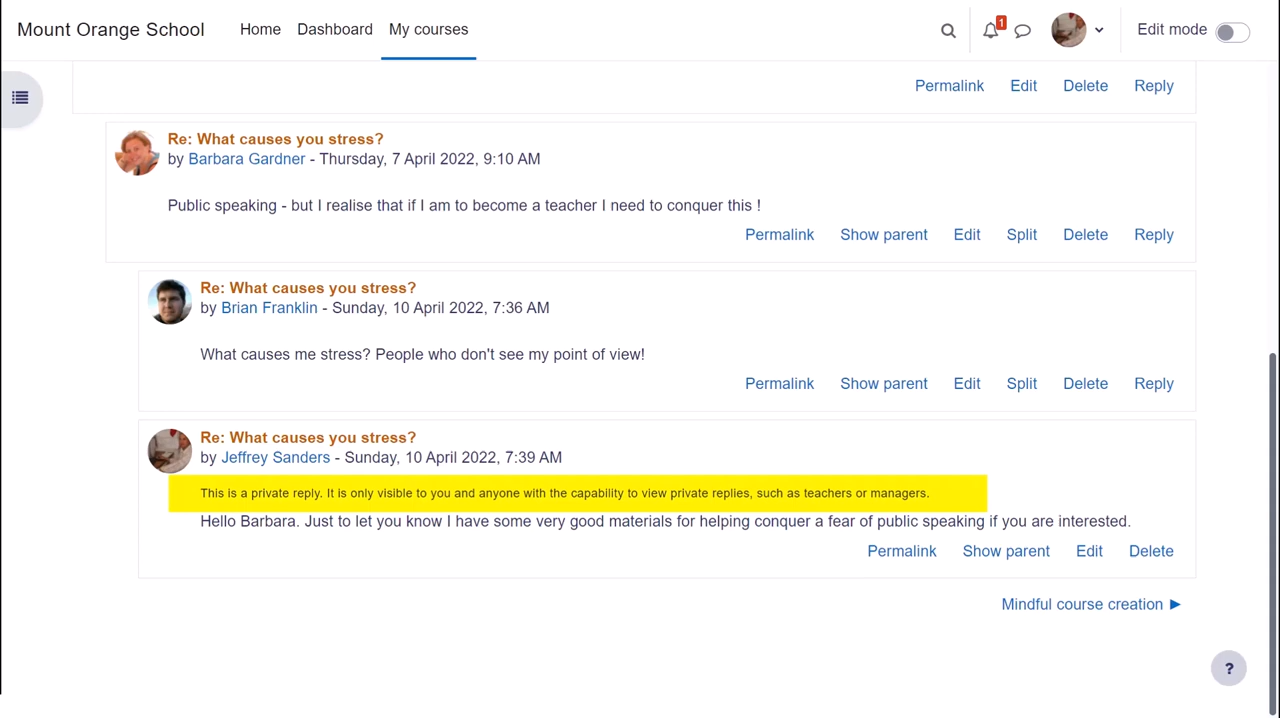 Mount Orange School Home Dashboard My courses 1 Edit mode
Permalink Edit Delete Reply
Re: What causes you stress?
by Barbara Gardner - Thursday, 7 April 2022, 9:10 AM
Public speaking - but I realise that if I am to become a teacher I need to conquer this !
Permalink Show parent Edit Split Delete Reply
Re: What causes you stress?
by Brian Franklin - Sunday, 10 April 2022, 7:36 AM
What causes me stress? People who don't see my point of view!
Permalink Show parent Edit Split Delete Reply
Re: What causes you stress?
by Jeffrey Sanders - Sunday, 10 April 2022, 7:39 AM
This is a private reply. It is only visible to you and anyone with the capability to view private replies, such as teachers or managers.
Hello Barbara. Just to let you know I have some very good materials for helping conquer a fear of public speaking if you are interested.
Permalink Show parent Edit Delete
Mindful course creation ►
?